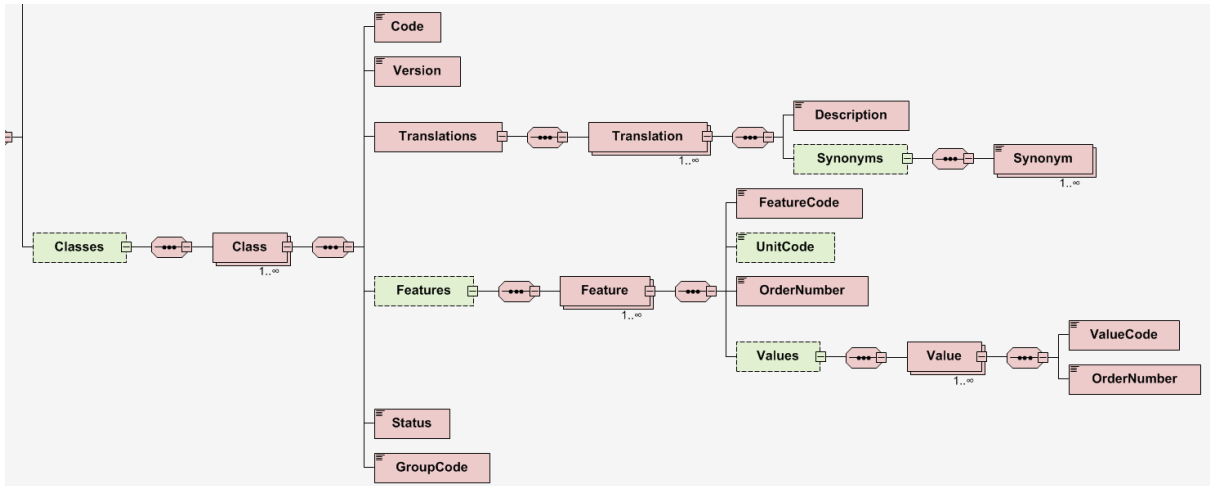 Code
Version
Translations
Translation
1..∞
Description
Synonyms
Synonym
1..∞
Classes
Class
1..∞
Features
Feature
1..∞
FeatureCode
UnitCode
OrderNumber
Values
Value
1..∞
ValueCode
OrderNumber
Status
GroupCode